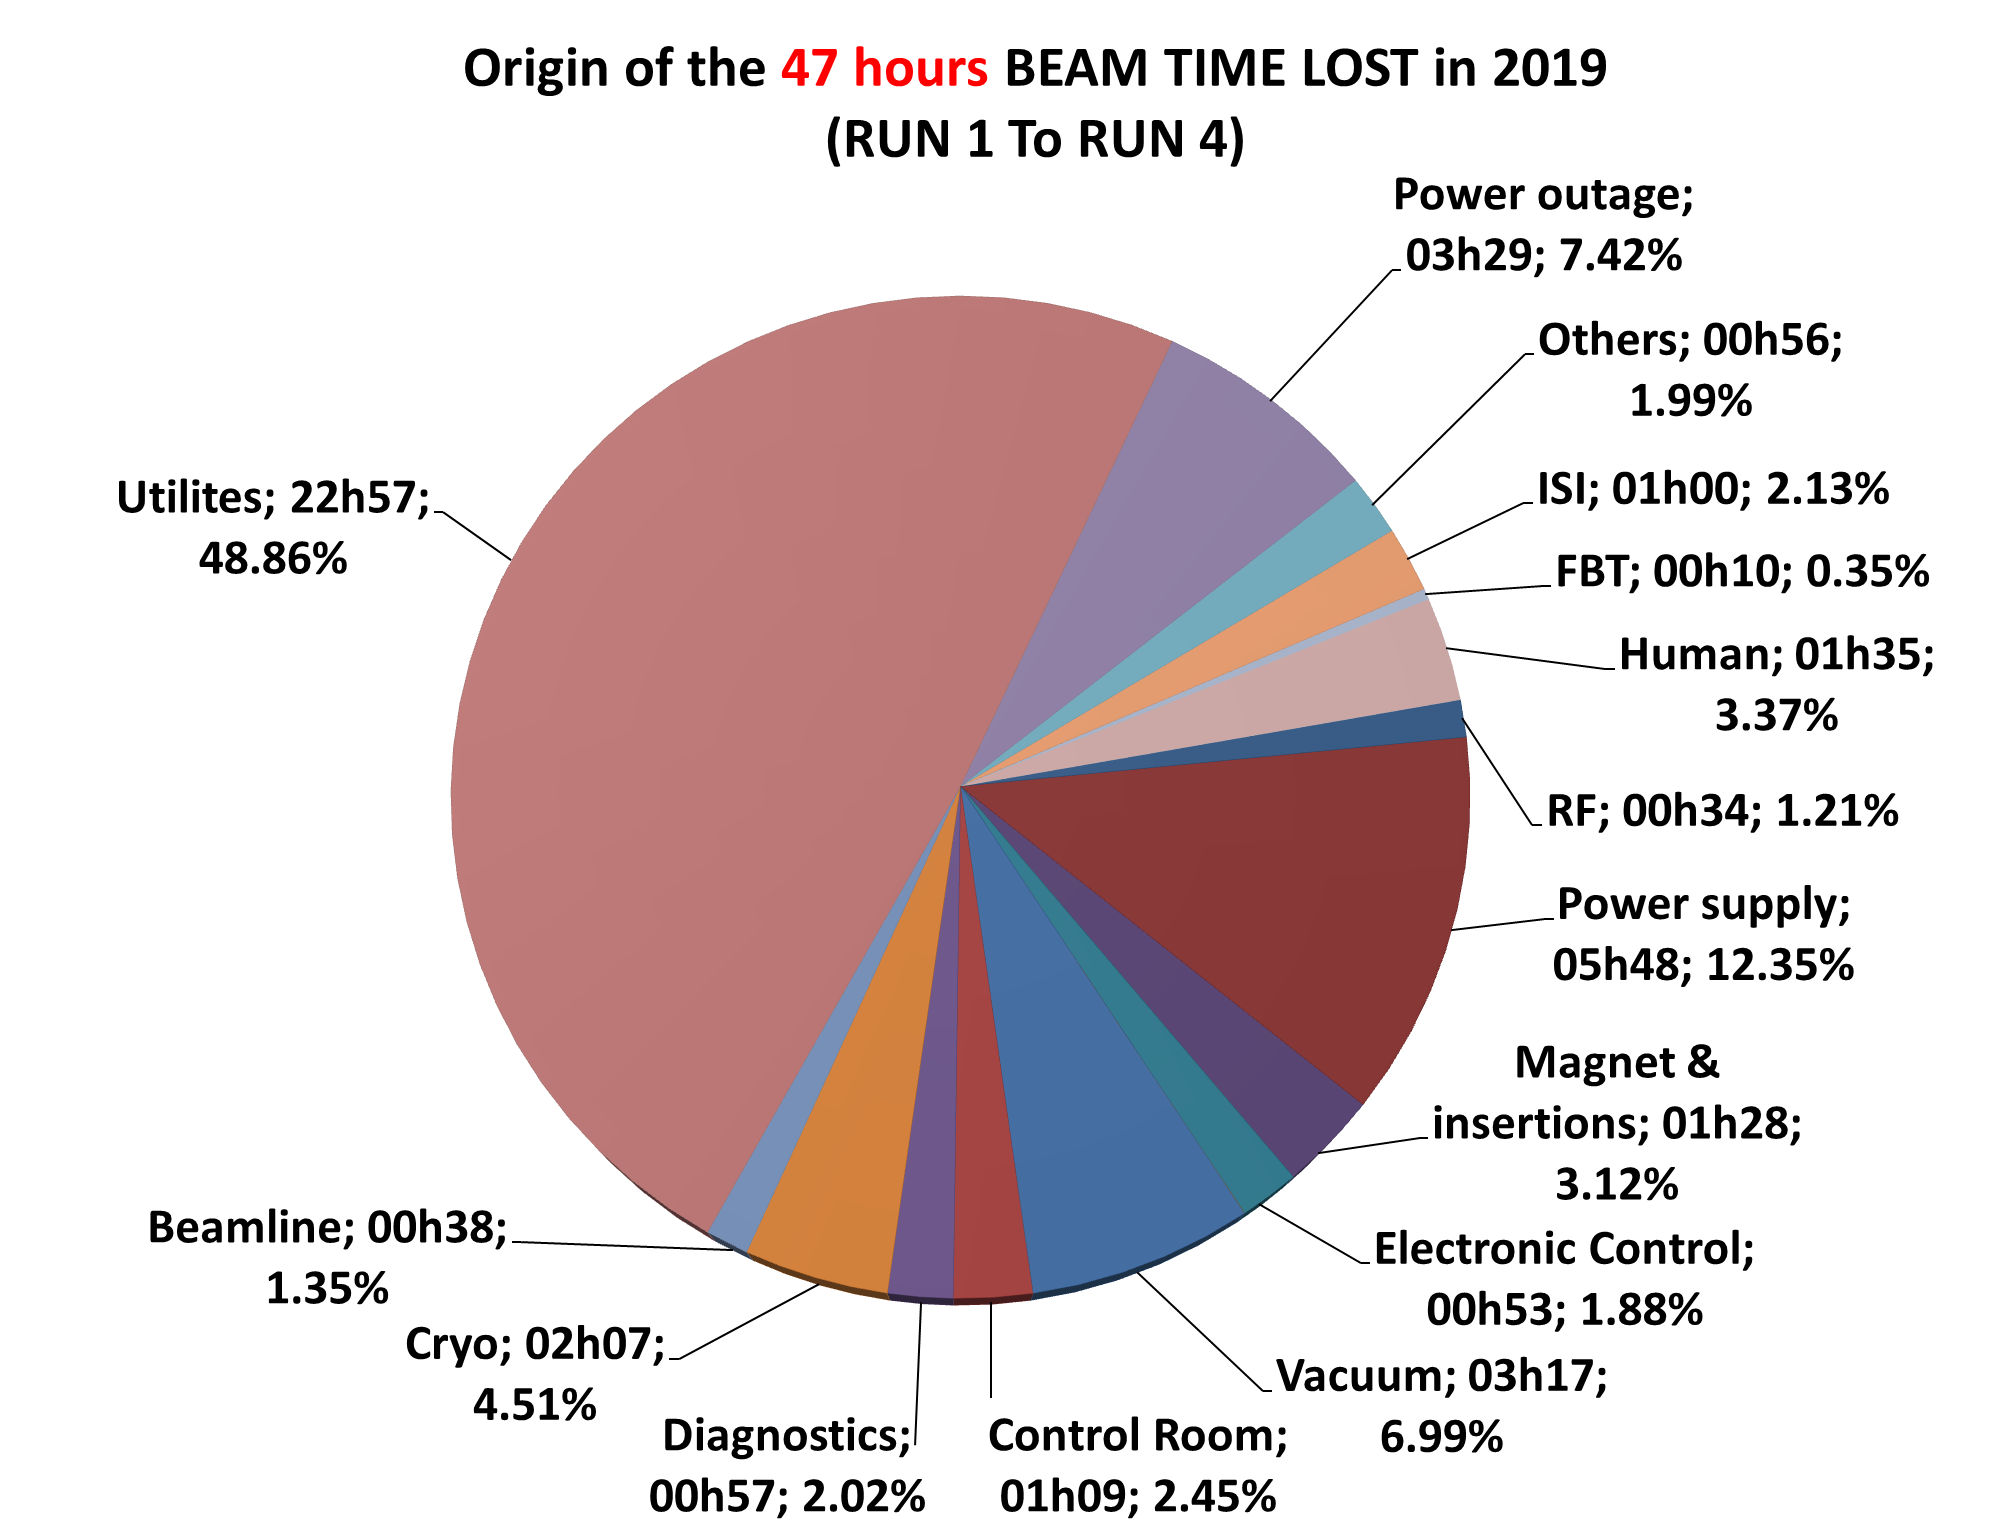 Origin of the 47 hours BEAM TIME LOST in 2019
(RUN 1 To RUN 4)
Power outage;
03h29; 7.42%
Others; 00h56;
1.99%
ISI; 01h00; 2.13%
FBT; 00h10; 0.35%
Human; 01h35;
3.37%
RF; 00h34; 1.21%
Power supply;
05h48; 12.35%
Magnet &
insertions; 01h28;
3.12%
Electronic Control;
00h53; 1.88%
Vacuum; 03h17;
6.99%
Control Room;
01h09; 2.45%
Diagnostics;
00h57; 2.02%
Cryo; 02h07;
4.51%
Beamline; 00h38;
1.35%
Utilites; 22h57;
48.86%